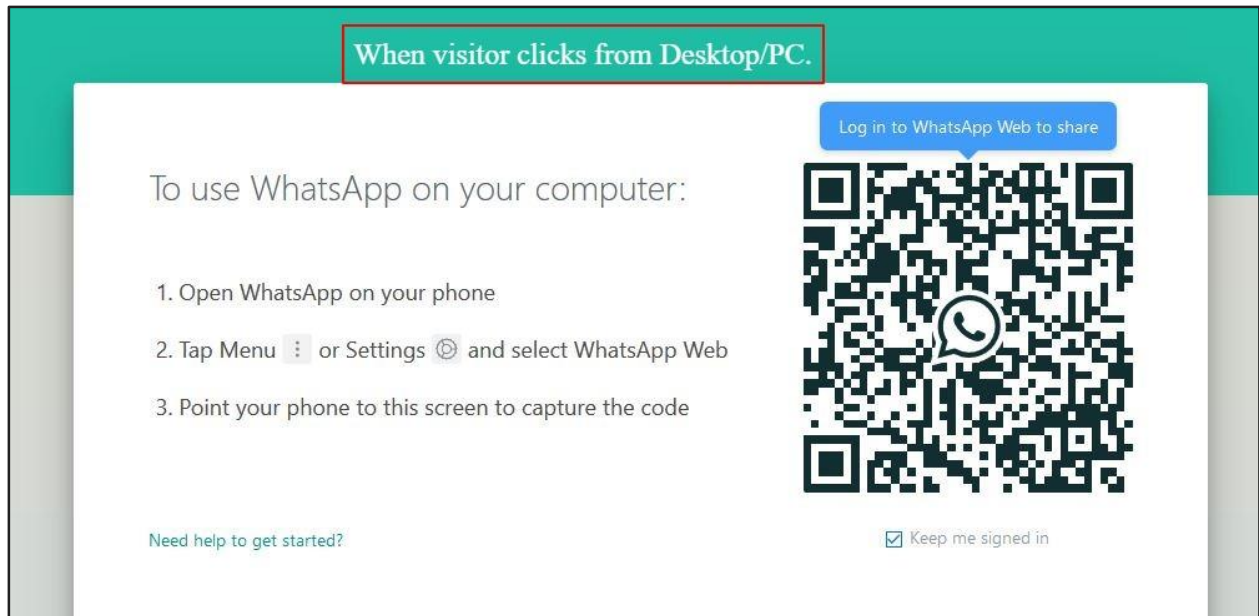 When visitor clicks from Desktop/PC.
Log in to WhatsApp Web to share
To use WhatsApp on your computer:
1. Open WhatsApp on your phone
2. Tap Menu or Settings and select WhatsApp Web
3. Point your phone to this screen to capture the code
Need help to get started?
Keep me signed in